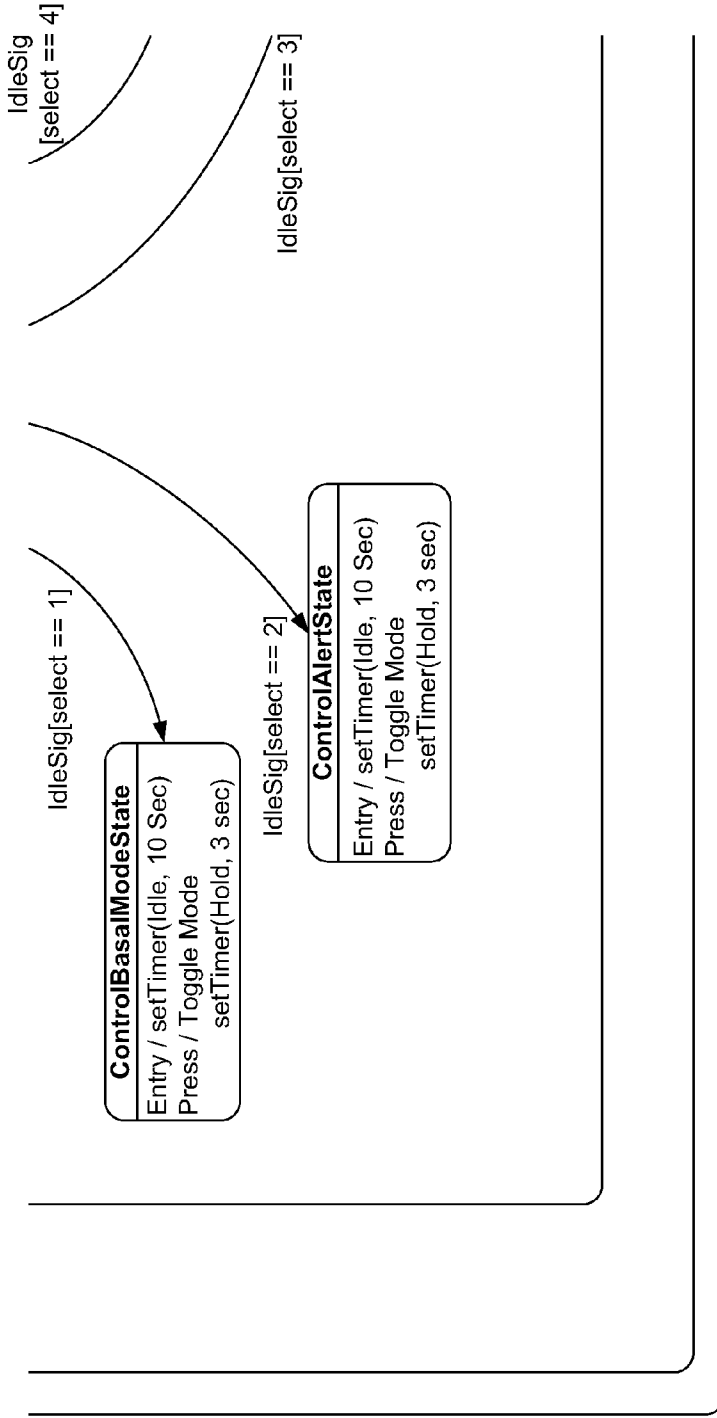 IdleSig
[select == 4]
IdleSig[select == 3]
IdleSig[select == 1]
IdleSig[select == 2]
ControlBasalModeState
Entry / setTimer(Idle, 10 Sec)
Press / Toggle Mode
setTimer(Hold, 3 sec)
ControlAlertState
Entry / setTimer(Idle, 10 Sec)
Press / Toggle Mode
setTimer(Hold, 3 sec)